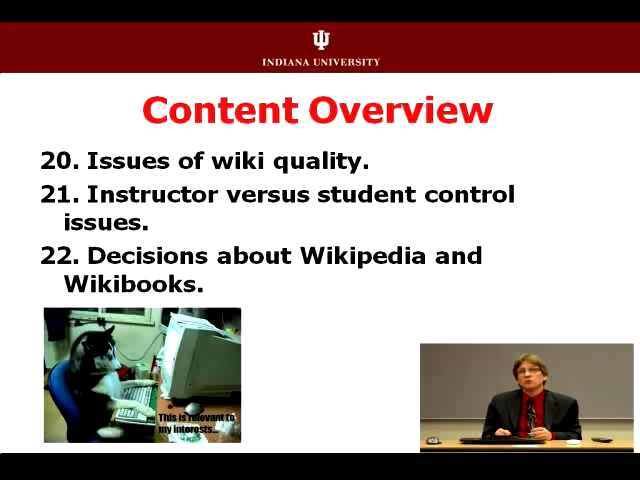 INDIANA UNIVERSITY
Content Overview
20. Issues of wiki quality.
21. Instructor versus student control
issues.
22. Decisions about Wikipedia and
Wikibooks.
This is relevant to
my interests...